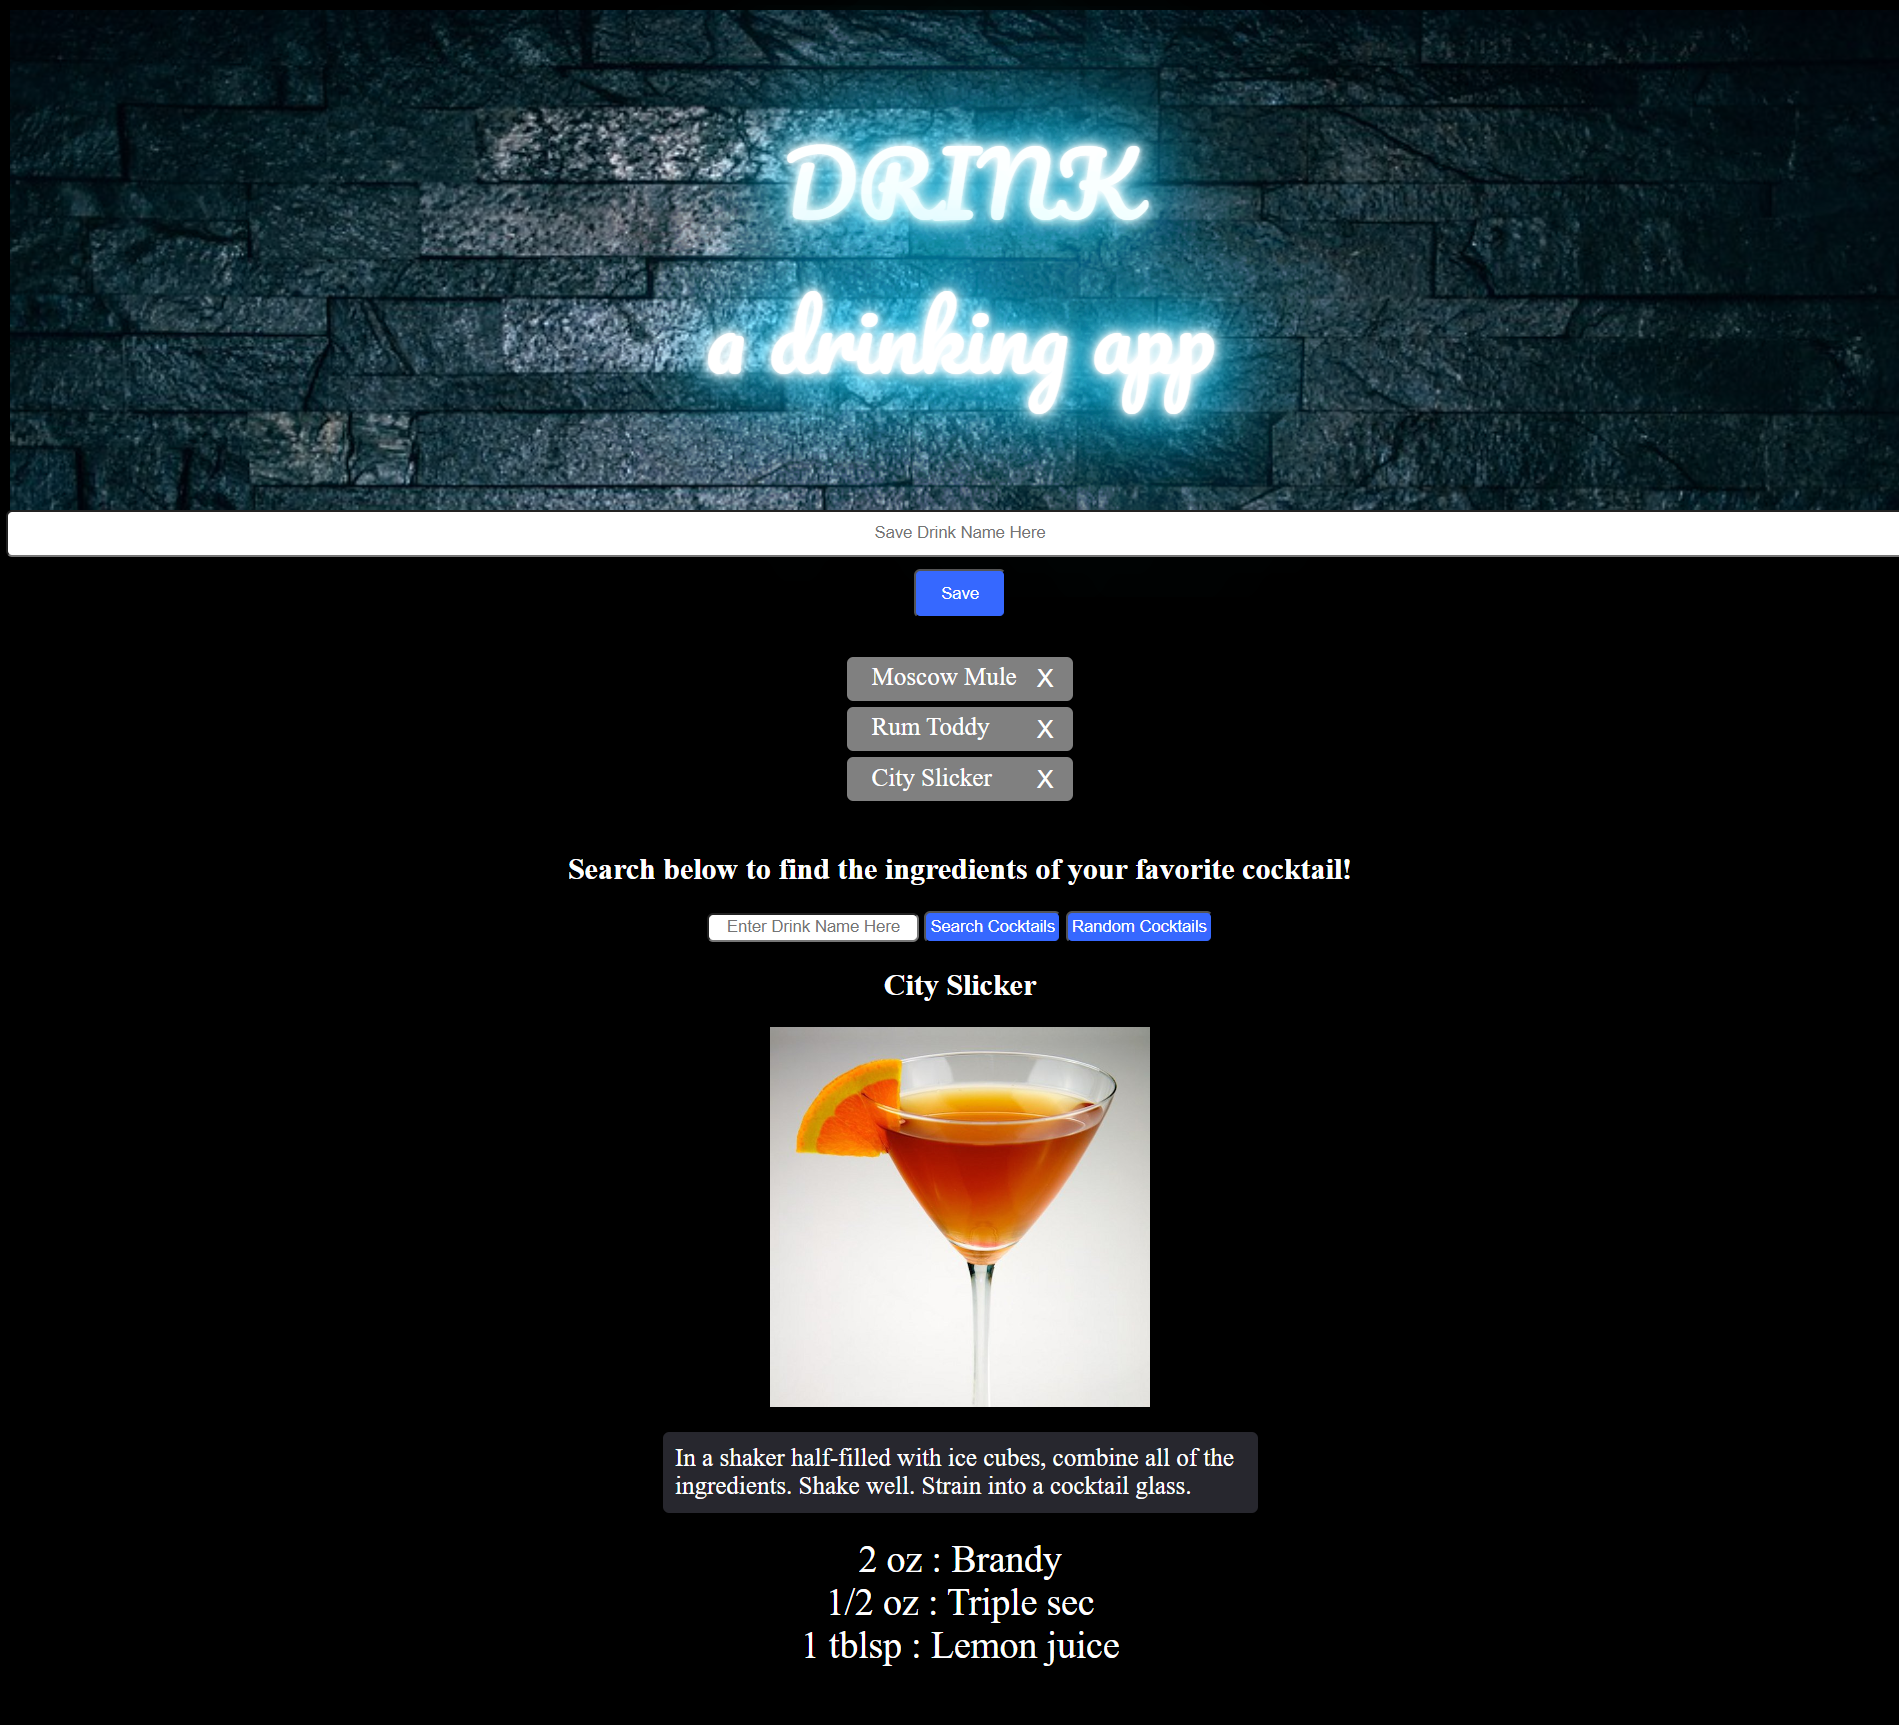 DRINK
a drinking app
Save Drink Name Here
Save
Moscow Mule X
Rum Toddy X
City Slicker X
Search below to find the ingredients of your favorite cocktail!
Enter Drink Name Here Search Cocktails Random Cocktails
City Slicker
In a shaker half-filled with ice cubes, combine all of the
ingredients. Shake well. Strain into a cocktail glass.
2 oz : Brandy
1/2 oz : Triple sec
1 tblsp : Lemon juice